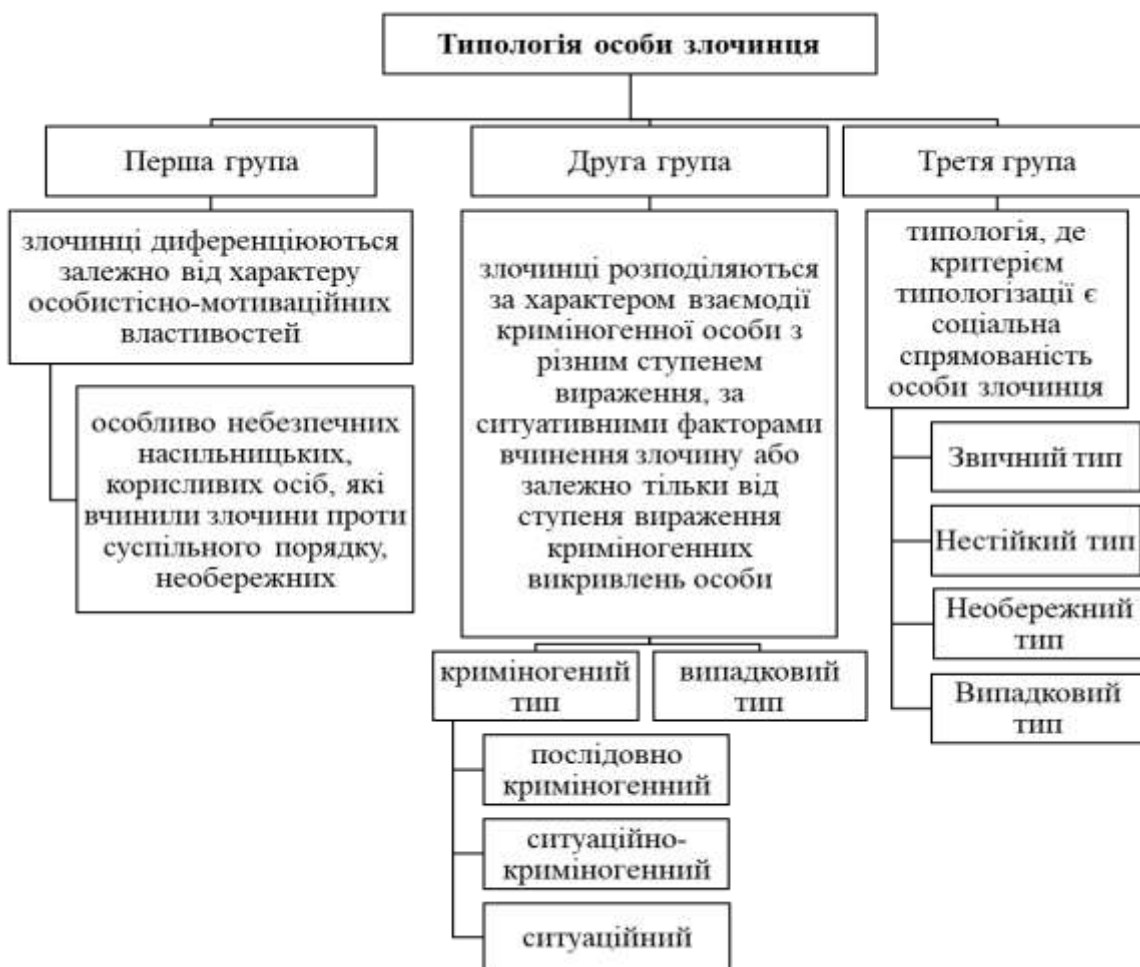 Типологія особи злочинця
Перша група
злочинці диференціюються
залежно від характеру
особистісно-мотиваційних
властивостей
особливо небезпечних
насильницьких,
корисливих осіб, які
вчинили злочини проти
суспільного порядку,
необережних
Друга група
злочинці розподіляються
за характером взаємодії
криміногенної особи з
різним ступенем
вираження, за
ситуативними факторами
вчинення злочину або
залежно тільки від
ступеня вираження
криміногенних
викривлень особи
криміногений
тип
послідовно
криміногенний
ситуаційно-
криміногенний
ситуаційний
випадковий
тип
Третя група
типологія, де
критерієм
типологізації є
соціальна
спрямованість
особи злочинця
Звичний тип
Нестійкий тип
Необережний
тип
Випадковий
тип